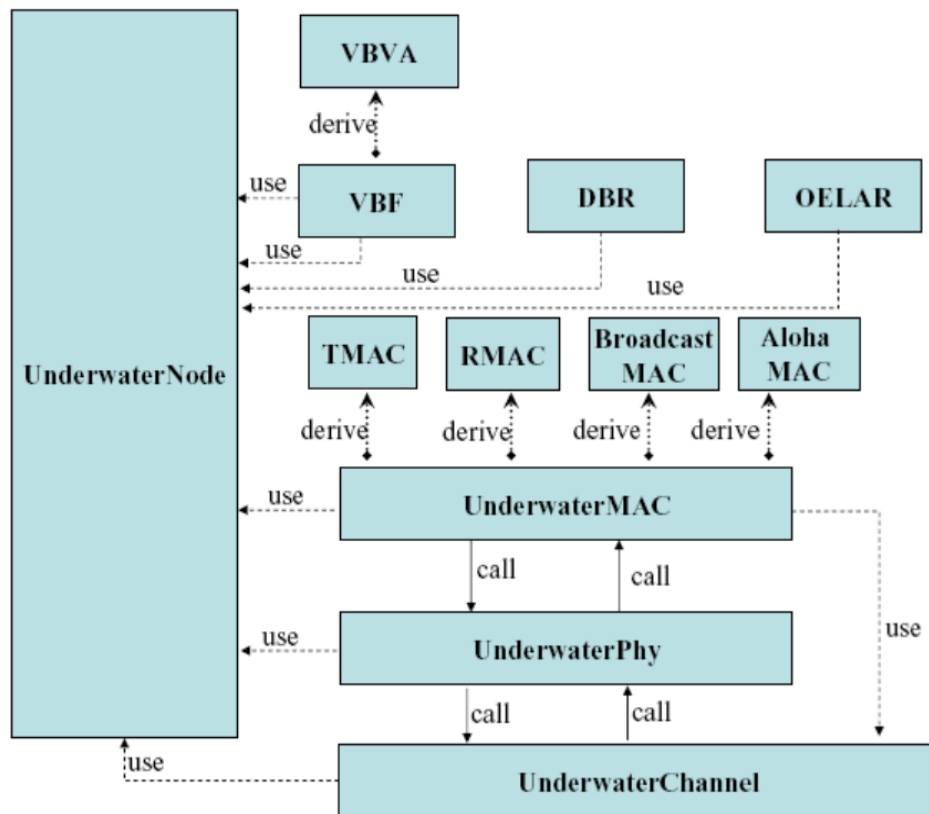 VBVA
derive
use
VBF
DBR
OELAR
use
use
use
UnderwaterNode
TMAC
RMAC
Broadcast
MAC
Aloha
MAC
derive
derive
derive
derive
use
UnderwaterMAC
call
call
use
use
UnderwaterPhy
call
call
use
UnderwaterChannel